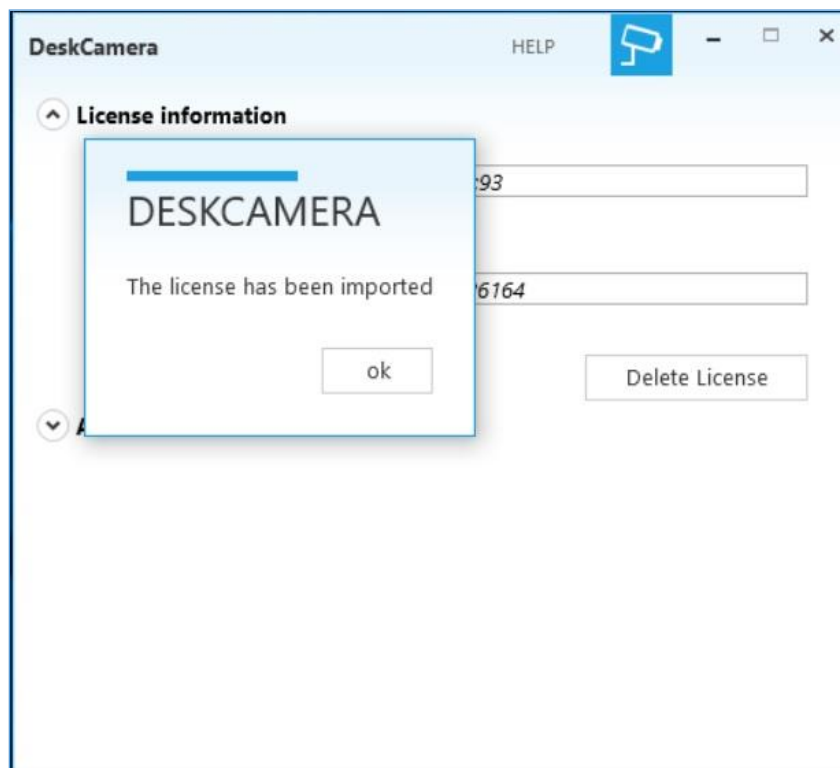 DeskCamera
HELP
License information
:93
DESKCAMERA
The license has been imported
6164
ok
Delete License